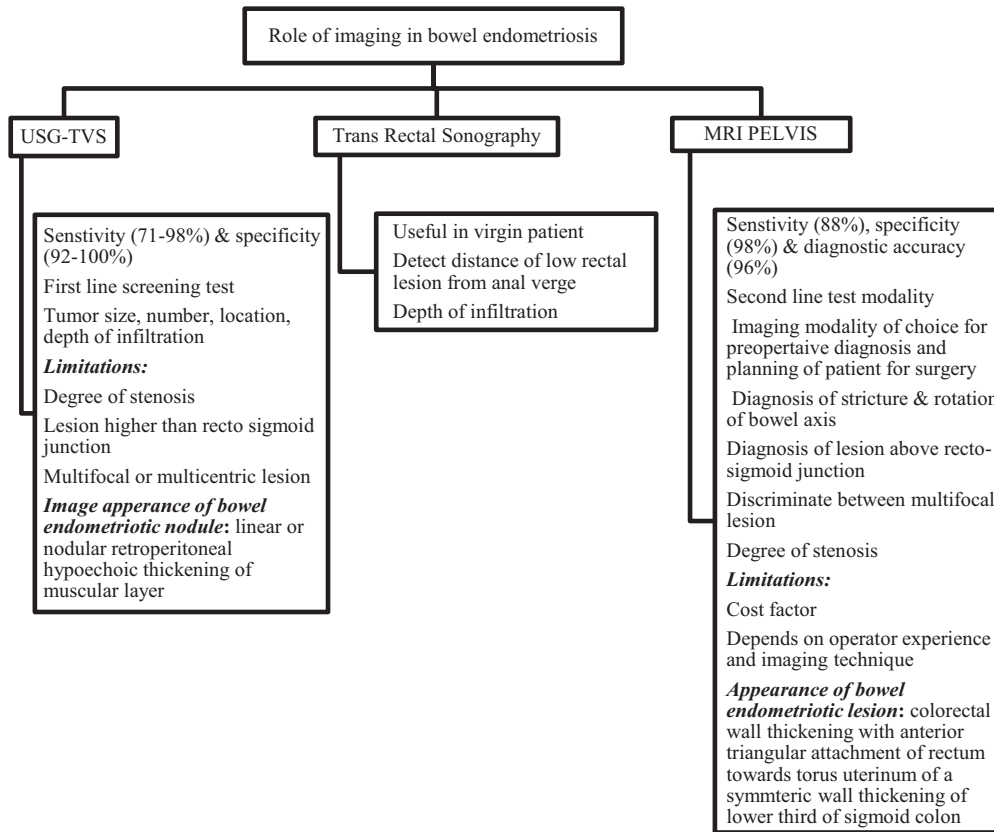 Role of imaging in bowel endometriosis
USG-TVS
Senstivity (71-98%) & specificity
(92-100%)
First line screening test
Tumor size, number, location,
depth of infiltration
Limitations:
Degree of stenosis
Lesion higher than recto sigmoid
junction
Multifocal or multicentric lesion
Image apperance of bowel
endometriotic nodule: linear or
nodular retroperitoneal
hypoechoic thickening of
muscular layer
Trans Rectal Sonography
Useful in virgin patient
Detect distance of low rectal
lesion from anal verge
Depth of infiltration
MRI PELVIS
Senstivity (88%), specificity
(98%) & diagnostic accuracy
(96%)
Second line test modality
Imaging modality of choice for
preopertaive diagnosis and
planning of patient for surgery
Diagnosis of stricture & rotation
of bowel axis
Diagnosis of lesion above recto-
sigmoid junction
Discriminate between multifocal
lesion
Degree of stenosis
Limitations:
Cost factor
Depends on operator experience
and imaging technique
Appearance of bowel
endometriotic lesion: colorectal
wall thickening with anterior
triangular attachment of rectum
towards torus uterinum of a
symmteric wall thickening of
lower third of sigmoid colon